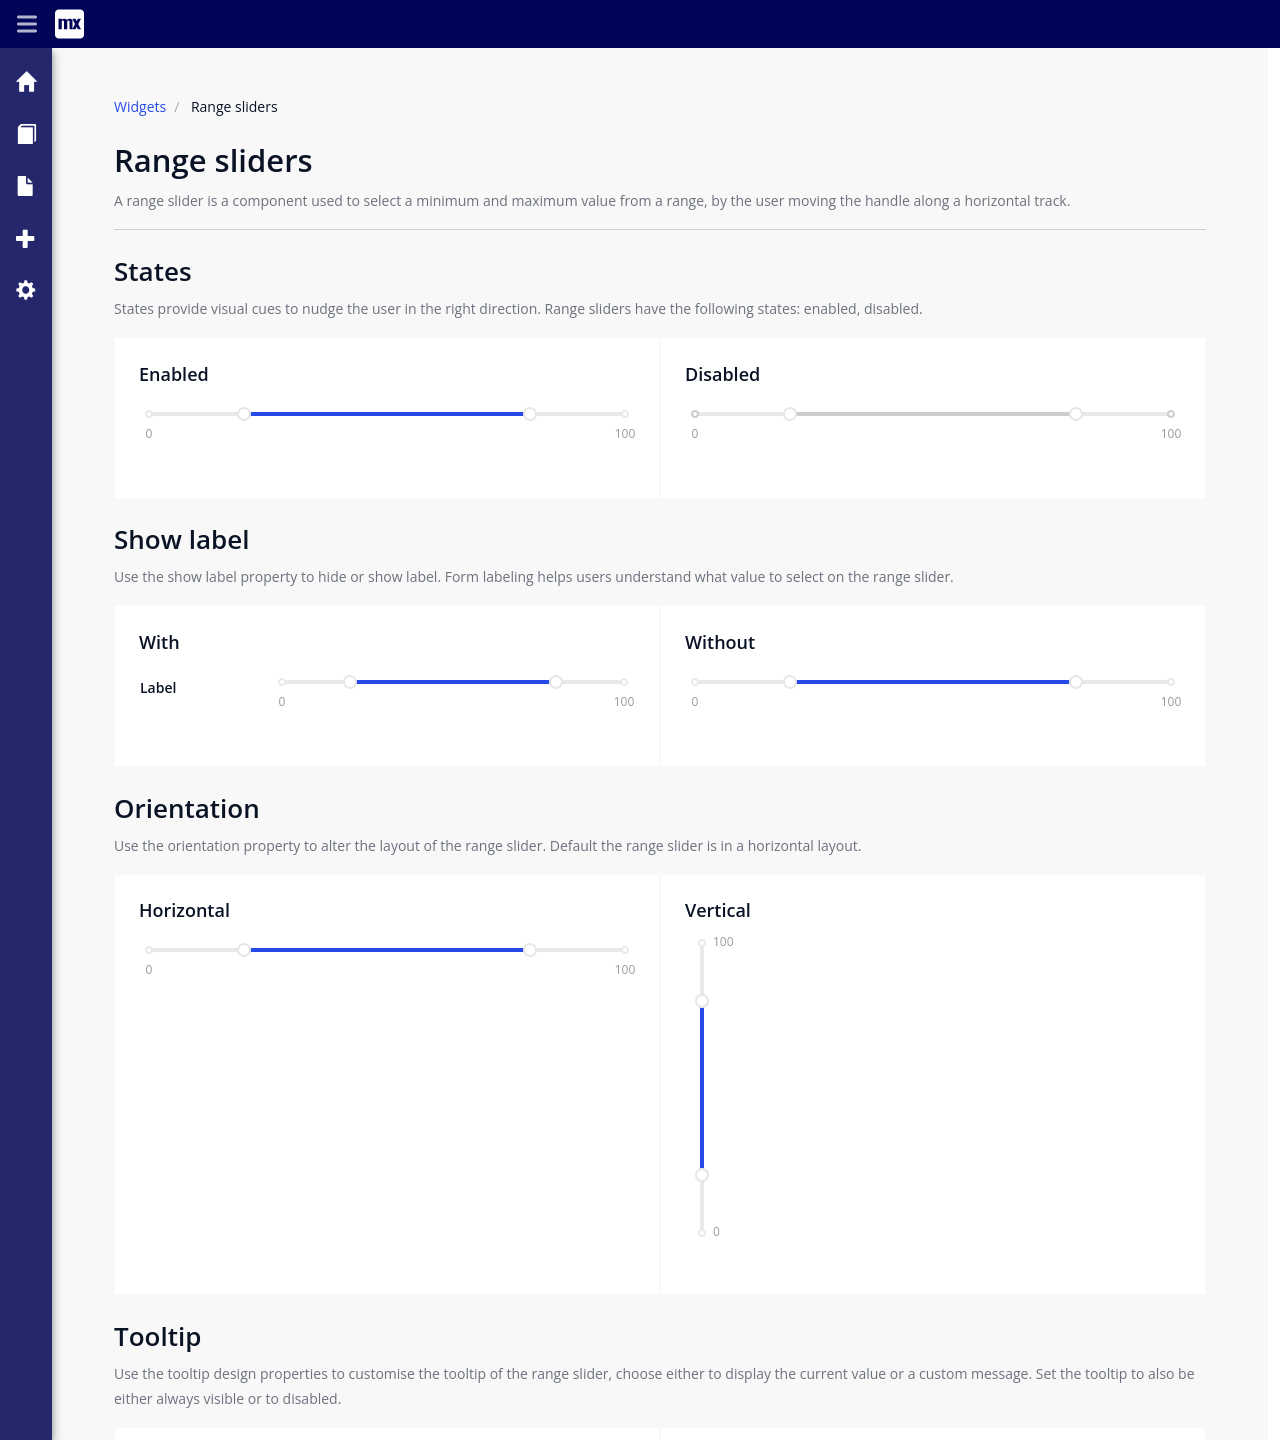 mx
Widgets / Range sliders
Range sliders
A range slider is a component used to select a minimum and maximum value from a range, by the user moving the handle along a horizontal track.
States
States provide visual cues to nudge the user in the right direction. Range sliders have the following states: enabled, disabled.
Enabled
0 100
Disabled
0 100
Show label
Use the show label property to hide or show label. Form labeling helps users understand what value to select on the range slider.
With
Label
0 100
Without
0 100
Orientation
Use the orientation property to alter the layout of the range slider. Default the range slider is in a horizontal layout.
Horizontal
0 100
Vertical
100
0
Tooltip
Use the tooltip design properties to customise the tooltip of the range slider, choose either to display the current value or a custom message. Set the tooltip to also be
either always visible or to disabled.